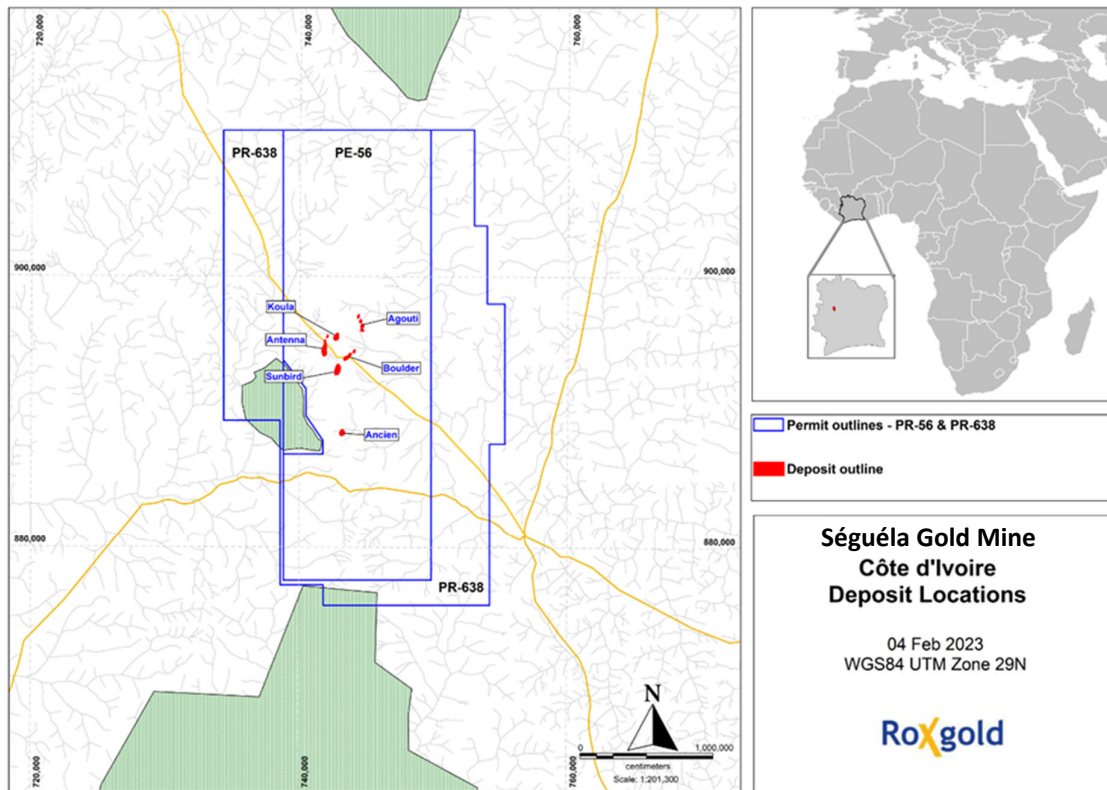 720,000
740,000
760,000
PR-638
PE-56
900,000
900,000
Koula
Agouti
Antenna
Boulder
Sunbird
Ancien
880,000
880,000
PR-638
N
0
1,000,000
centimeters
Scale: 1:201,300
720,000
740,000
760,000
Permit outlines - PR-56 & PR-638
Deposit outline
Séguéla Gold Mine
Côte d'Ivoire
Deposit Locations
04 Feb 2023
WGS84 UTM Zone 29N
Roxgold